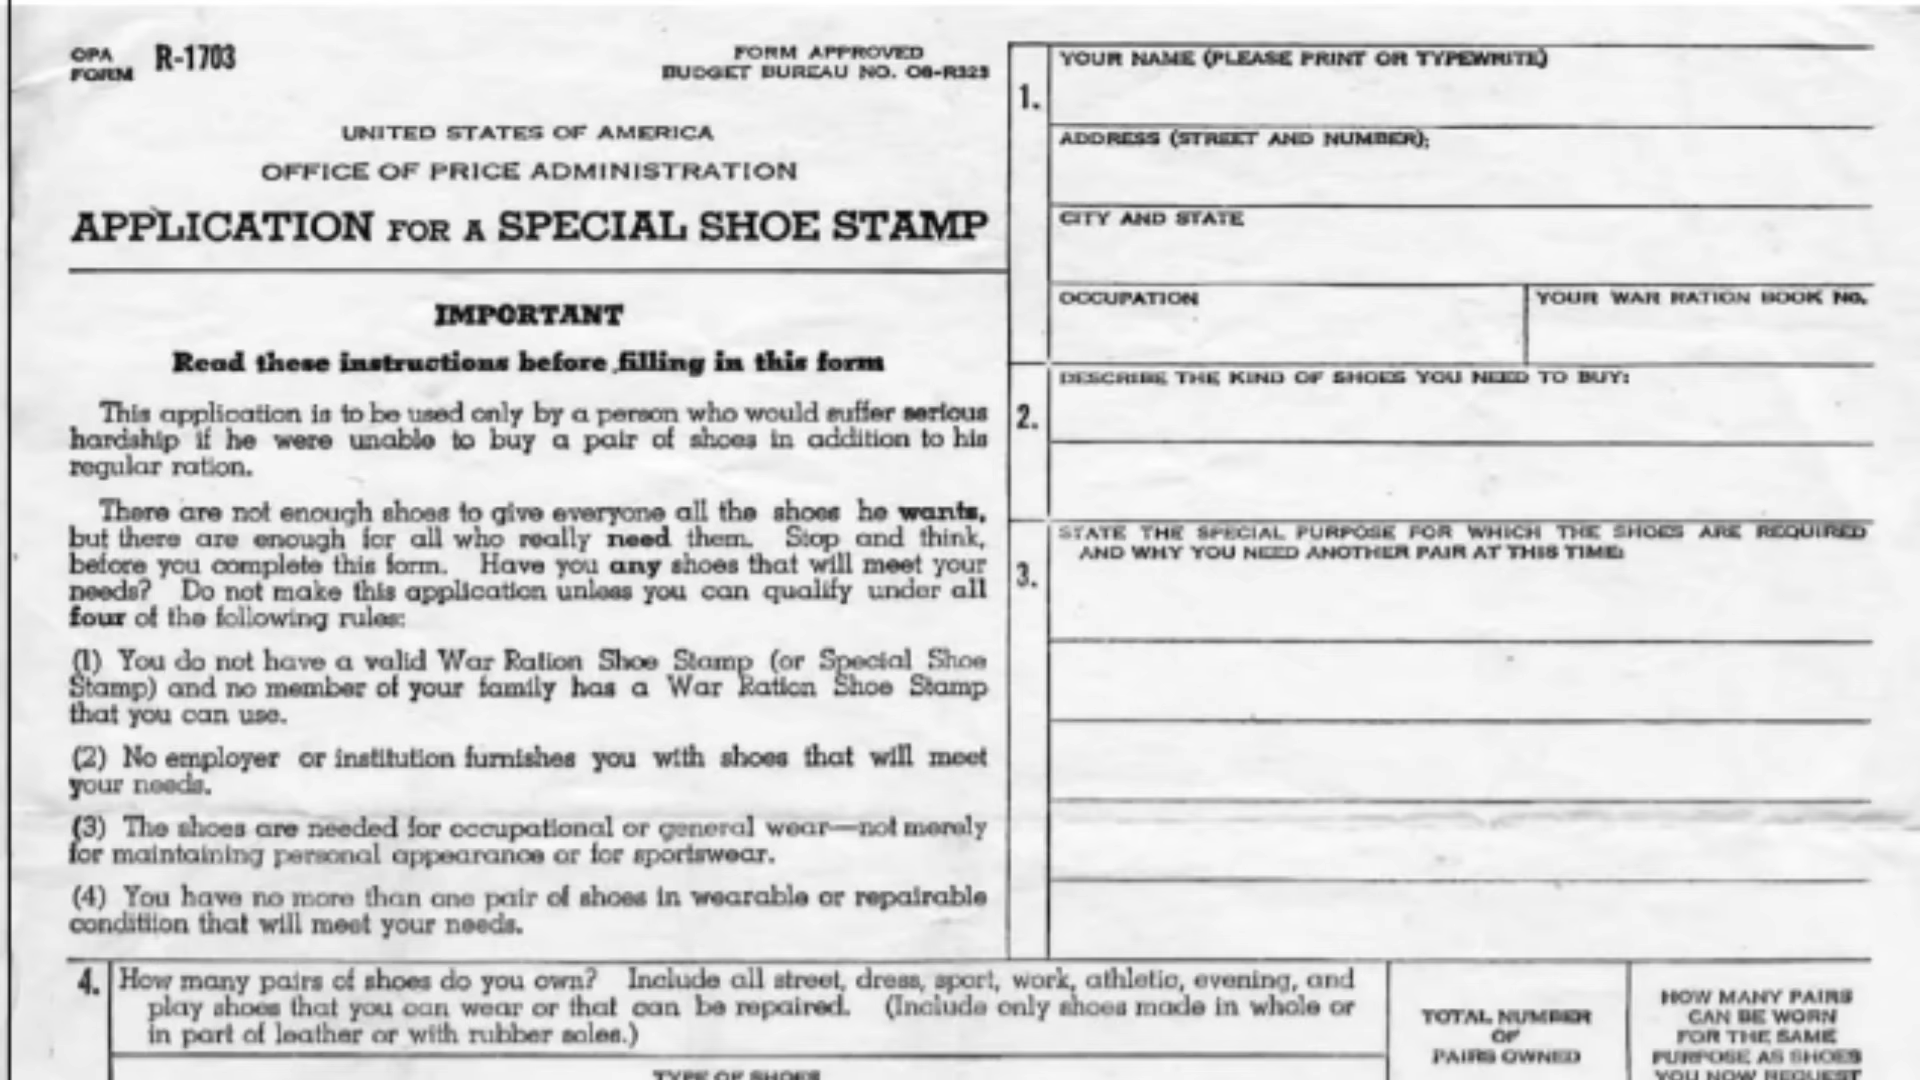 OPA FORM R-1703
FORM APPROVED
BUDGET BUREAU NO. 08-R323
UNITED STATES OF AMERICA
OFFICE OF PRICE ADMINISTRATION
APPLICATION FOR A SPECIAL SHOE STAMP
IMPORTANT
Read these instructions before filling in this form
This application is to be used only by a person who would suffer serious
hardship if he were unable to buy a pair of shoes in addition to his
regular ration.
There are not enough shoes to give everyone all the shoes he wants,
but there are enough for all who really need them. Stop and think,
before you complete this form. Have you any shoes that will meet your
needs? Do not make this application unless you can qualify under all
four of the following rules:
(1) You do not have a valid War Ration Shoe Stamp (or Special Shoe
Stamp) and no member of your family has a War Ration Shoe Stamp
that you can use.
(2) No employer or institution furnishes you with shoes that will meet
your needs.
(3) The shoes are needed for occupational or general wear—not merely
for maintaining personal appearance or for sportswear.
(4) You have no more than one pair of shoes in wearable or repairable
condition that will meet your needs.
1.
YOUR NAME (PLEASE PRINT OR TYPEWRITE)
ADDRESS (STREET AND NUMBER);
CITY AND STATE
OCCUPATION
YOUR WAR RATION BOOK NO.
2.
DESCRIBE THE KIND OF SHOES YOU NEED TO BUY:
3.
STATE THE SPECIAL PURPOSE FOR WHICH THE SHOES ARE REQUIRED
AND WHY YOU NEED ANOTHER PAIR AT THIS TIME:
4. How many pairs of shoes do you own? Include all street, dress, sport, work, athletic, evening, and
play shoes that you can wear or that can be repaired. (Include only shoes made in whole or
in part of leather or with rubber soles.)
TYPE OF SHOES
TOTAL NUMBER
OF
PAIRS OWNED
HOW MANY PAIRS
CAN BE WORN
FOR THE SAME
PURPOSE AS SHOES
YOU NOW REQUEST